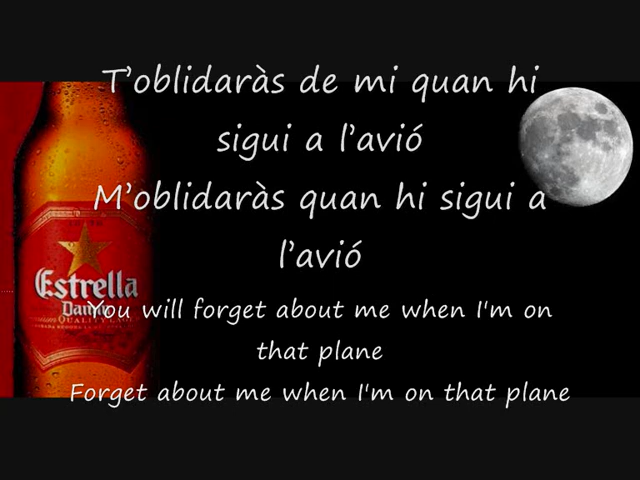 T'oblidaràs de mi quan hi
sigui a l'avió
M'oblidaràs quan hi sigui a
l'avió
Estrella
Damm
QUALITY
You will forget about me when I'm on
that plane
Forget about me when I'm on that plane